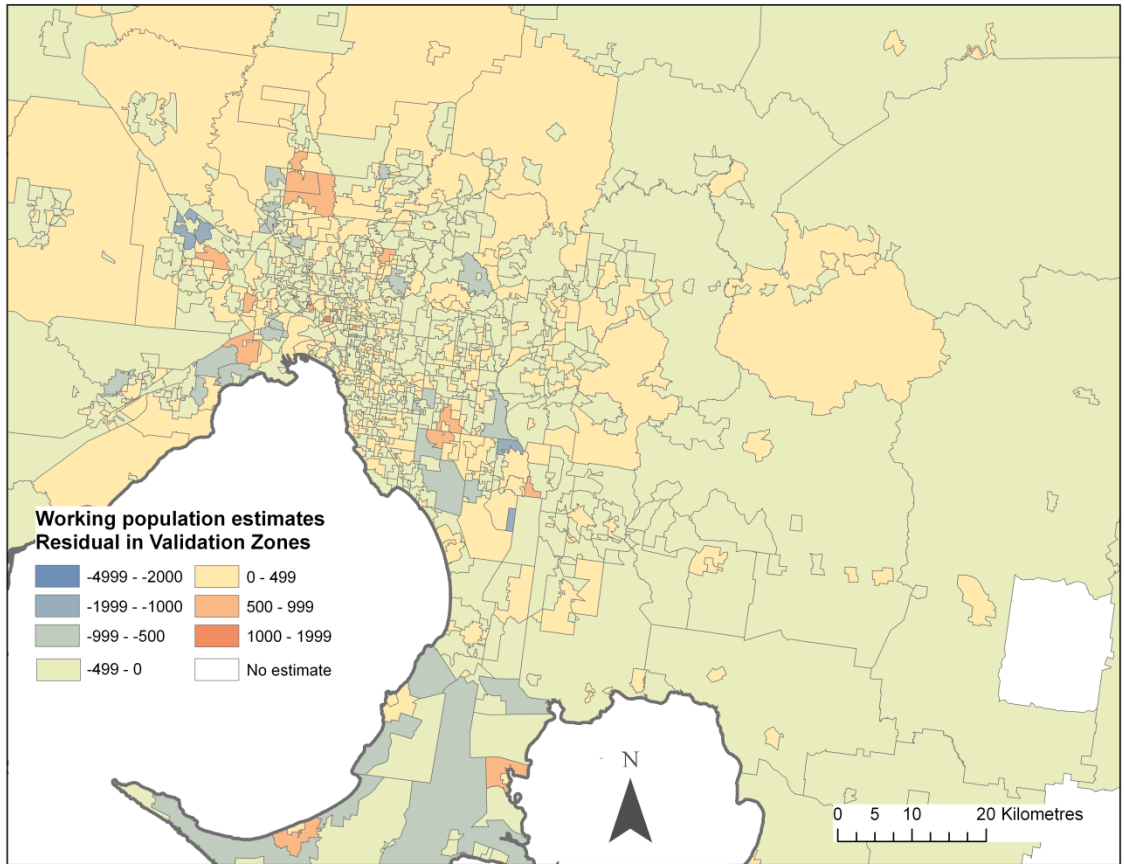 Working population estimates
Residual in Validation Zones
-4999 - -2000
0 - 499
-1999 - -1000
500 - 999
-999 - -500
1000 - 1999
-499 - 0
No estimate
N
0 5 10 20 Kilometres